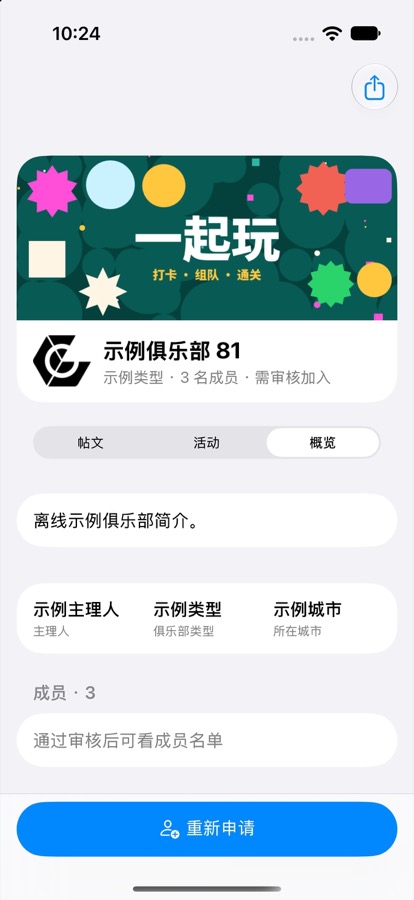 10:24
一起玩
打卡 · 组队 · 通关
示例俱乐部 81
示例类型 · 3 名成员 · 需审核加入
帖文
活动
概览
离线示例俱乐部简介。
示例主理人
主理人
示例类型
俱乐部类型
示例城市
所在城市
成员 · 3
通过审核后可看成员名单
重新申请